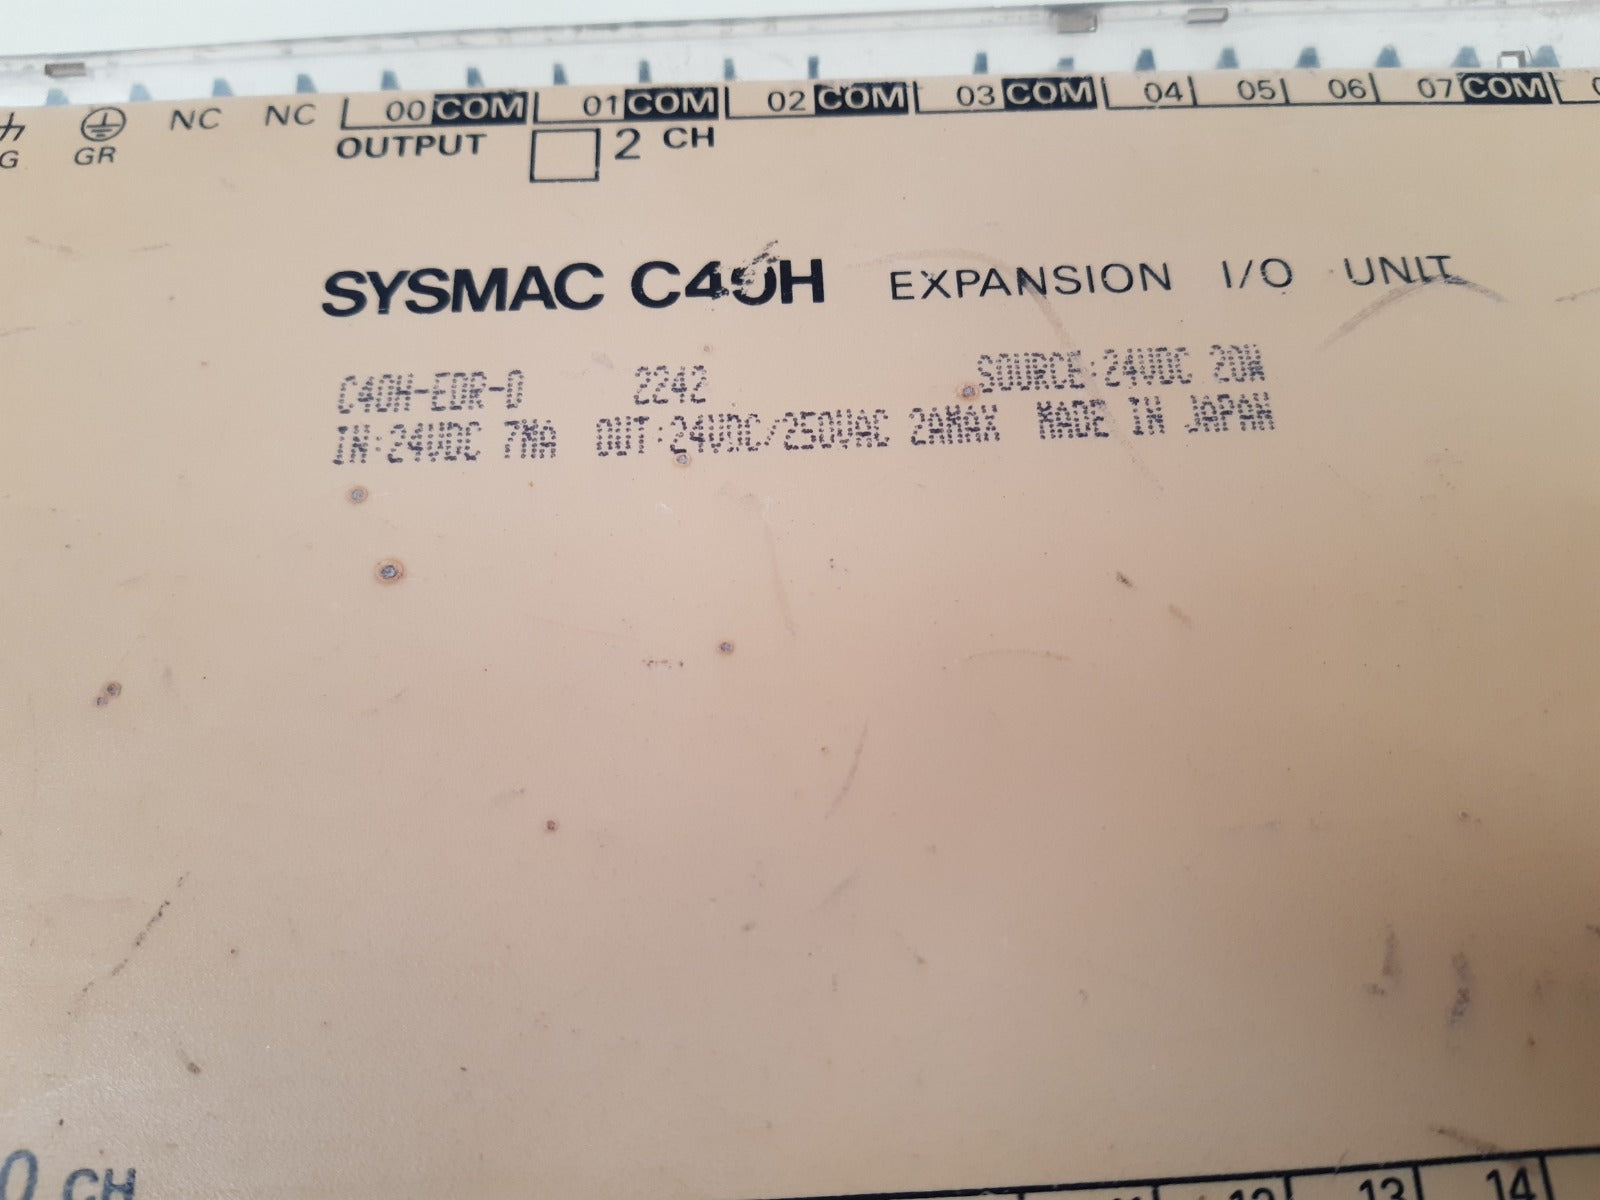 G GR NC NC 00 COM 01 COM 02 COM 03 COM 04 05 06 07 COM
OUTPUT 2 CH
SYSMAC C40H EXPANSION I/O UNIT
C40H-EDR-D 2242 SOURCE:24VDC 20W
IN:24VDC 7MA OUT:24VDC/250VAC 2AMAX MADE IN JAPAN
0 CH 11 12 13 14